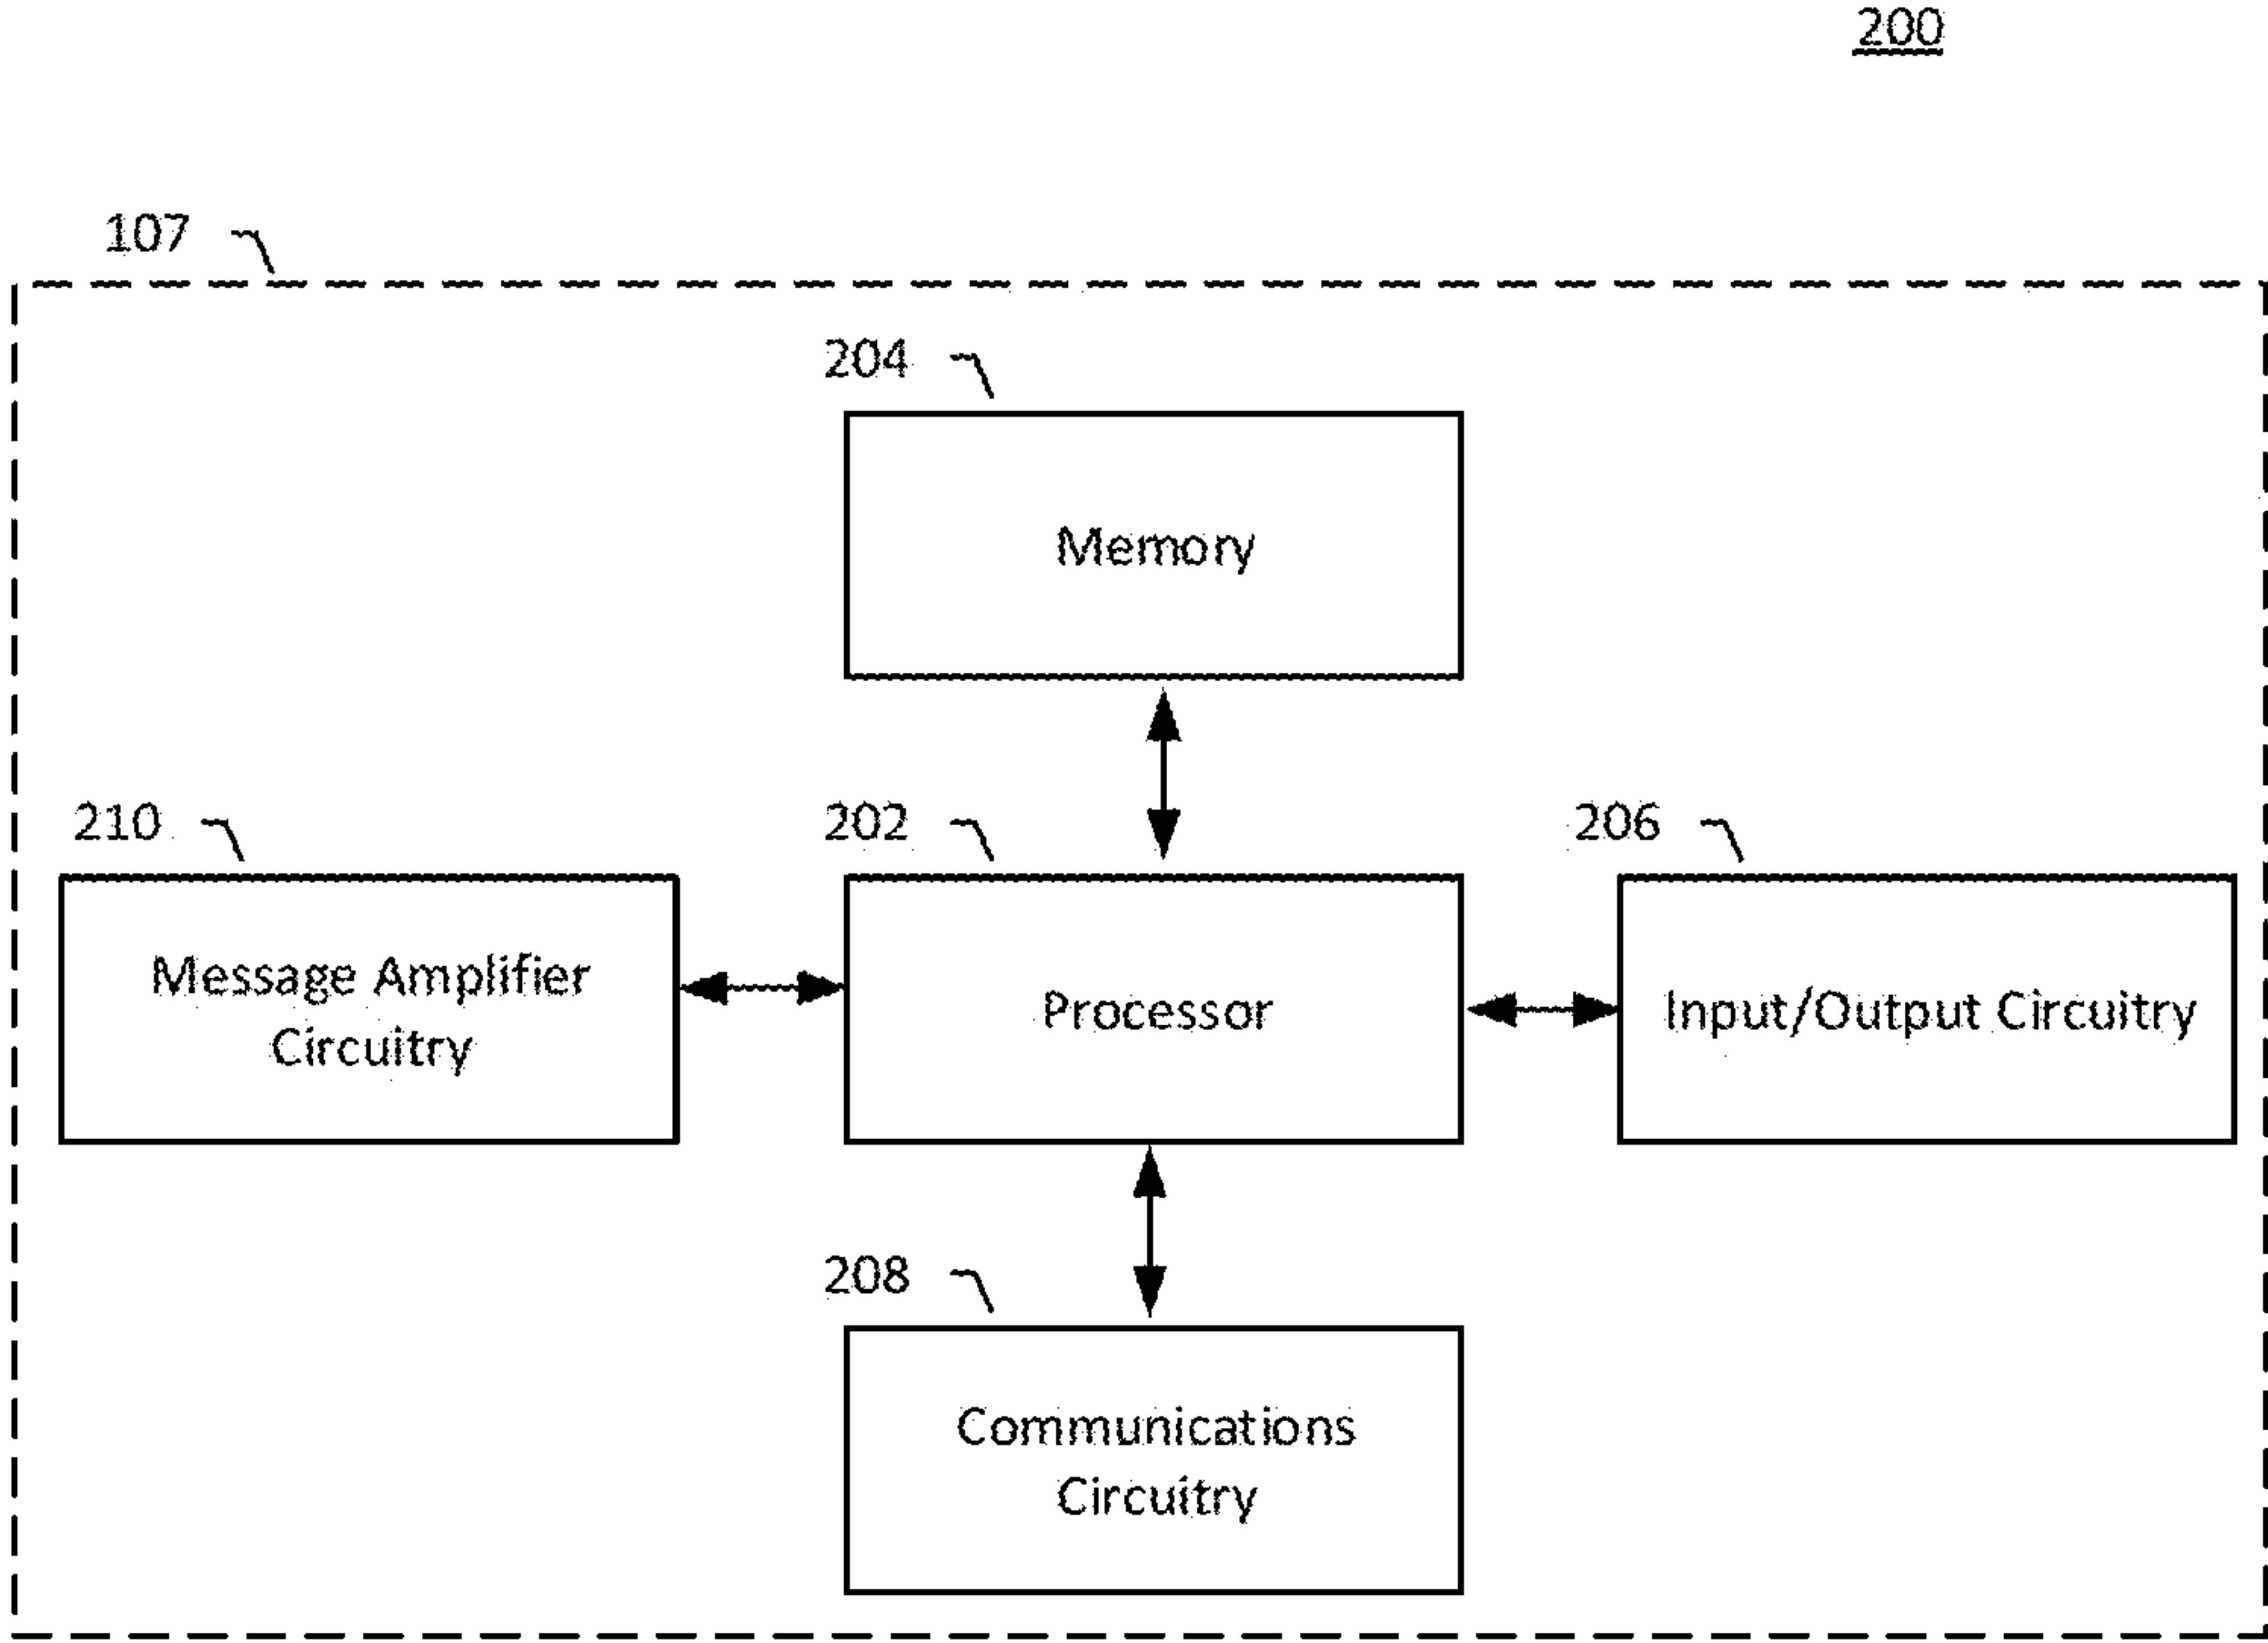 200
107
204
Memory
210
202
206
Message Amplifier
Circuitry
Processor
Input/Output Circuitry
208
Communications
Circuitry